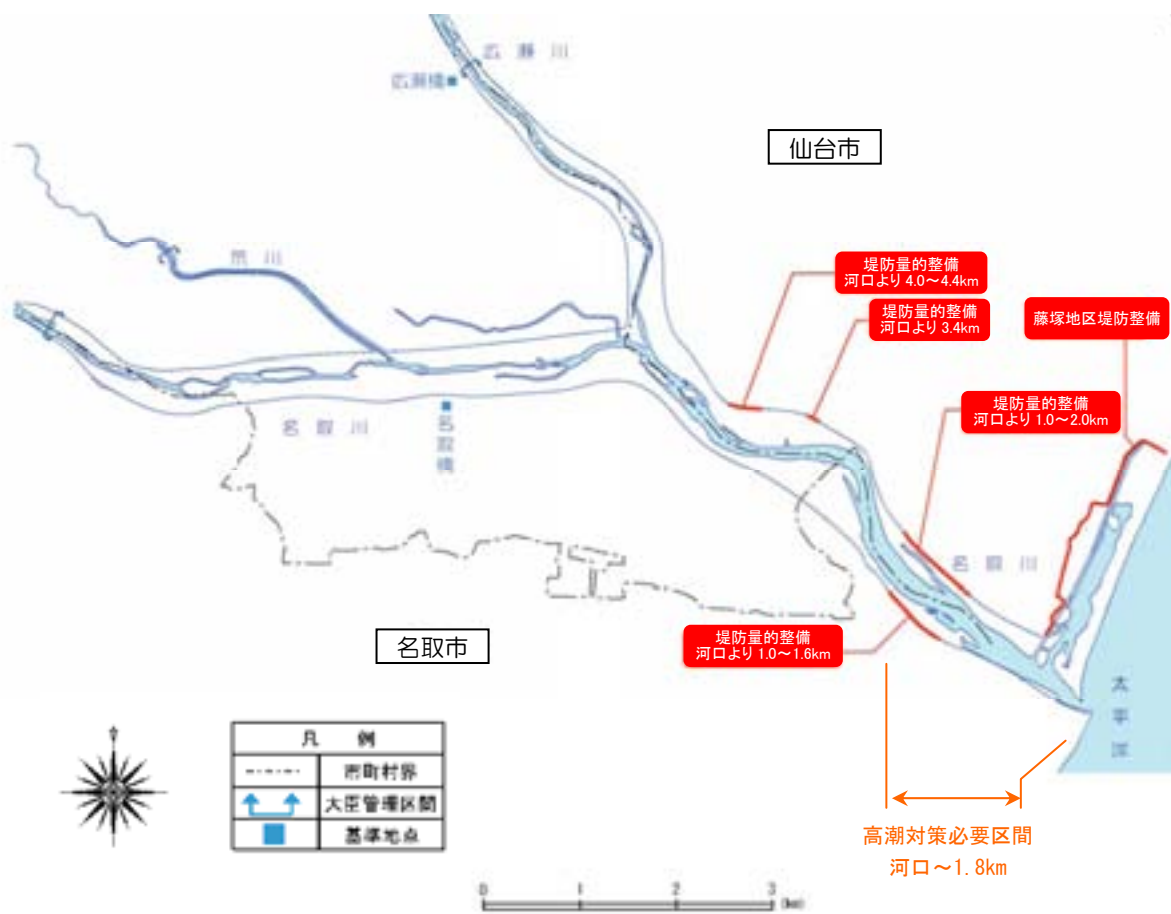 広瀬川
広瀬橋
仙台市
堤防量的整備
河口より 4.0～4.4km
堤防量的整備
河口より 3.4km
藤塚地区堤防整備
堤防量的整備
河口より 1.0～2.0km
名取川
名取橋
名取川
堤防量的整備
河口より 1.0～1.6km
名取市
太平洋
高潮対策必要区間
河口～1.8km
凡例
市町村界
大臣管理区間
基準地点
0 1 2 3 (km)